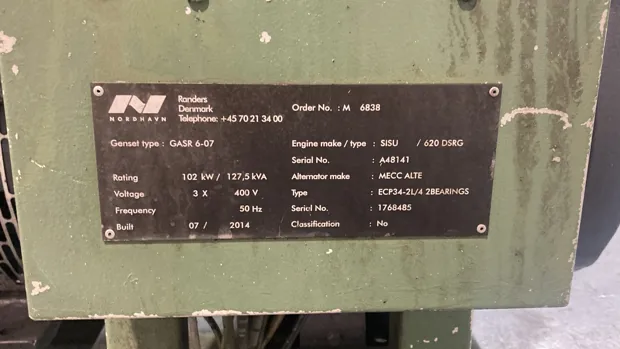 NORDHAVN
Randers
Denmark
Telephone: +45 70 21 34 00
Order No. : M 6838
Genset type : GASR 6-07
Engine make / type : SISU / 620 DSRG
Serial No. : A48141
Rating 102 kW / 127,5 kVA
Alternator make : MECC ALTE
Voltage 3 X 400 V
Type : ECP34-2L/4 2BEARINGS
Frequency 50 Hz
Serial No. : 1768485
Built 07 / 2014
Classification : No